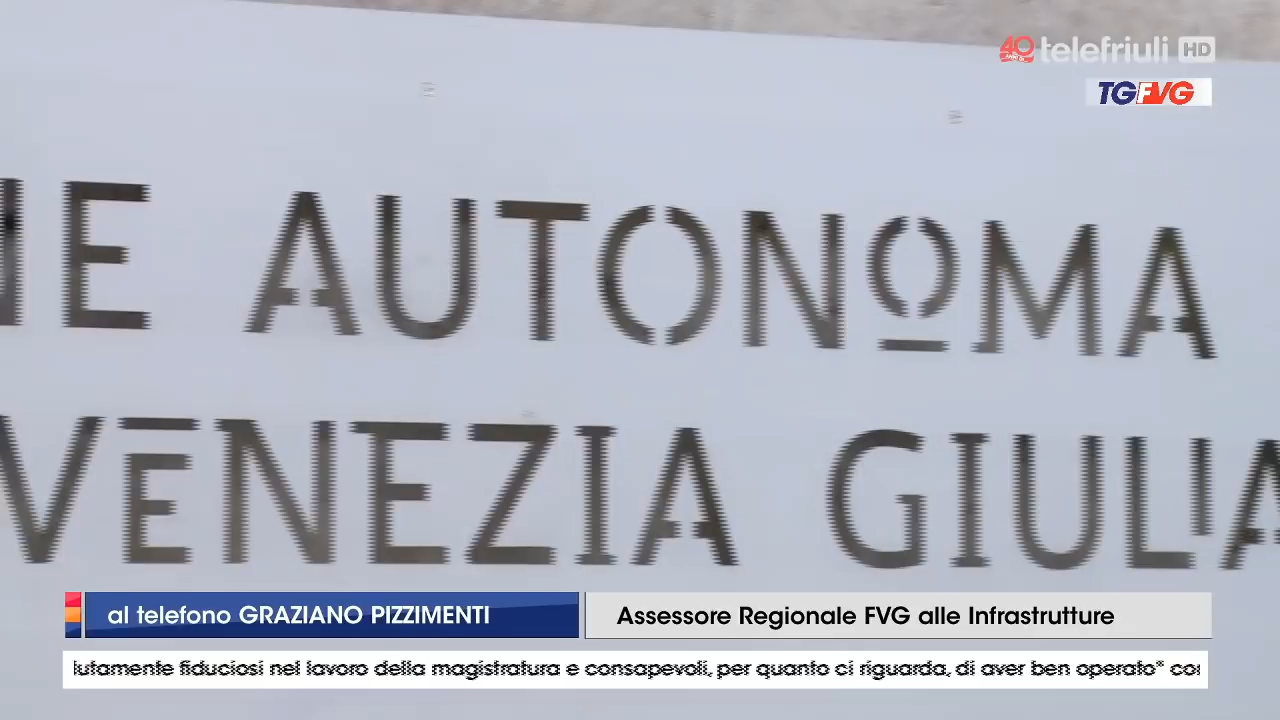 40 telefriuli HD
TGFVG
NE AUTONOMA
VENEZIA GIULIA
al telefono GRAZIANO PIZZIMENTI
Assessore Regionale FVG alle Infrastrutture
lutamente fiduciosi nel lavoro della magistratura e consapevoli, per quanto ci riguarda, di aver ben operato" co